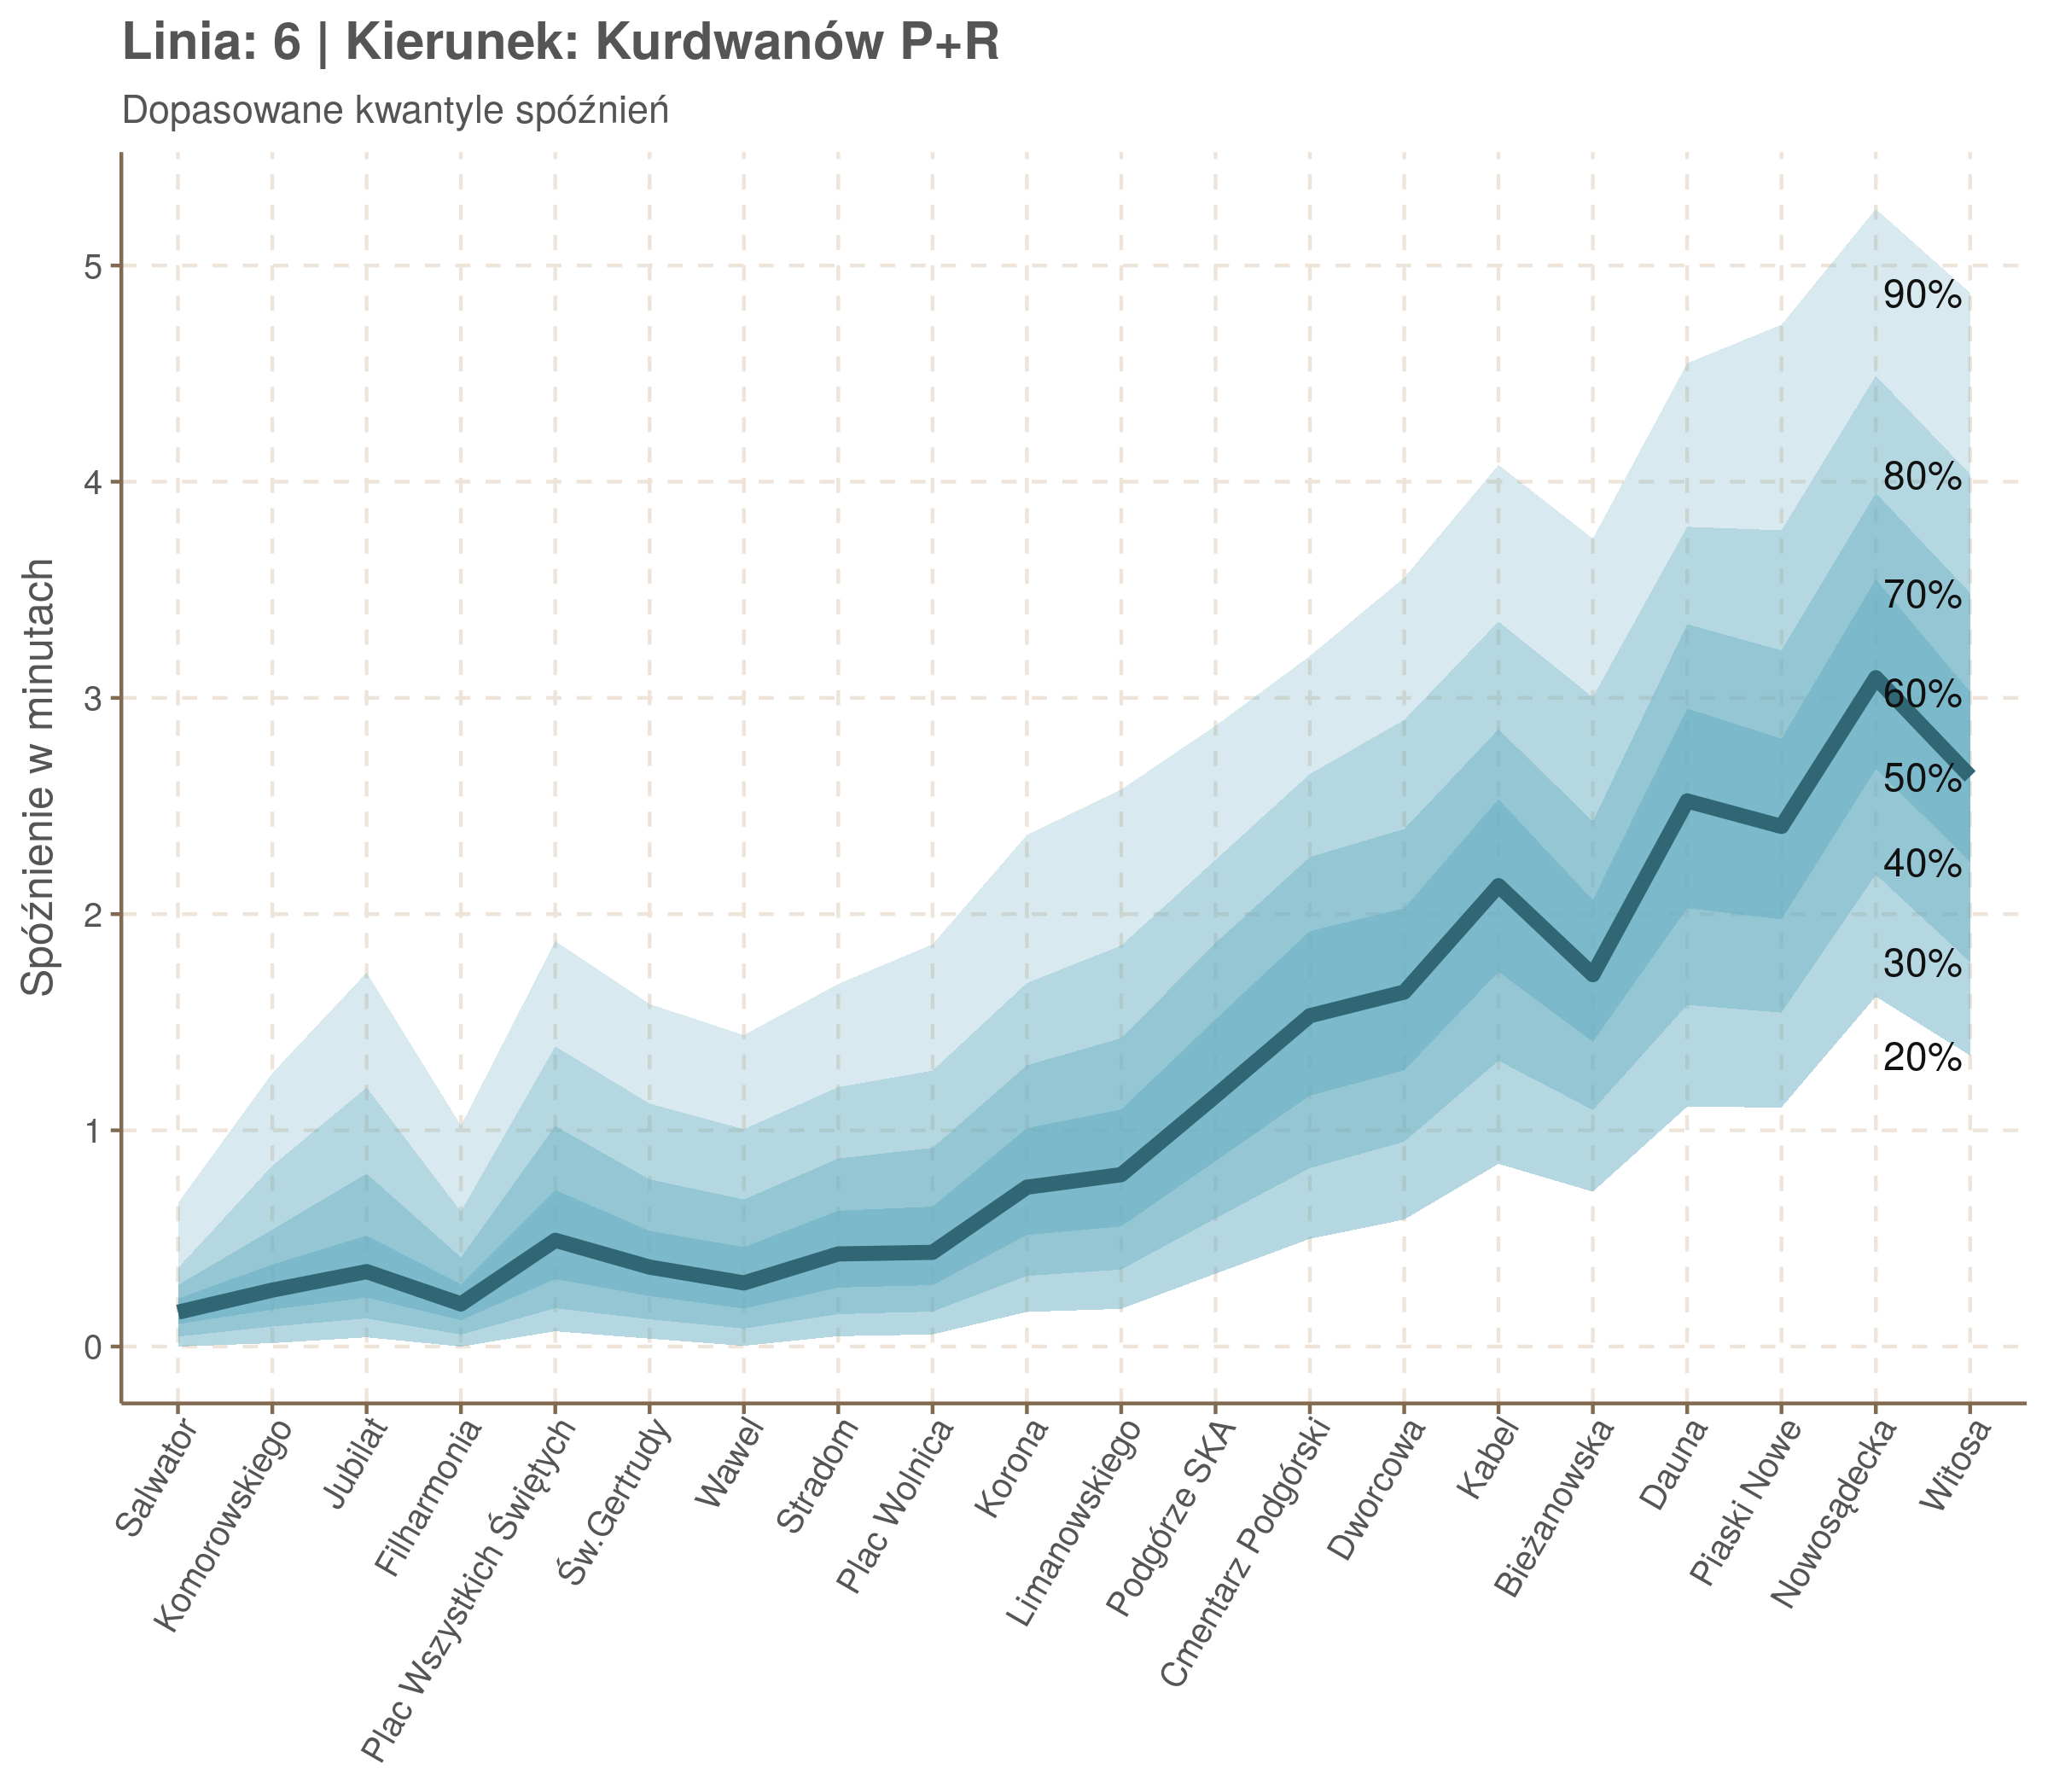 Linia: 6 | Kierunek: Kurdwanów P+R
Dopasowane kwantyle spóźnień
Spóźnienie w minutach
5
4
3
2
1
0
90%
80%
70%
60%
50%
40%
30%
20%
Salwator
Komorowskiego
Jubilat
Filharmonia
Plac Wszystkich Świętych
Św.Gertrudy
Wawel
Stradom
Plac Wolnica
Korona
Limanowskiego
Podgórze SKA
Cmentarz Podgórski
Dworcowa
Kabel
Bieżanowska
Dauna
Piaski Nowe
Nowosądecka
Witosa